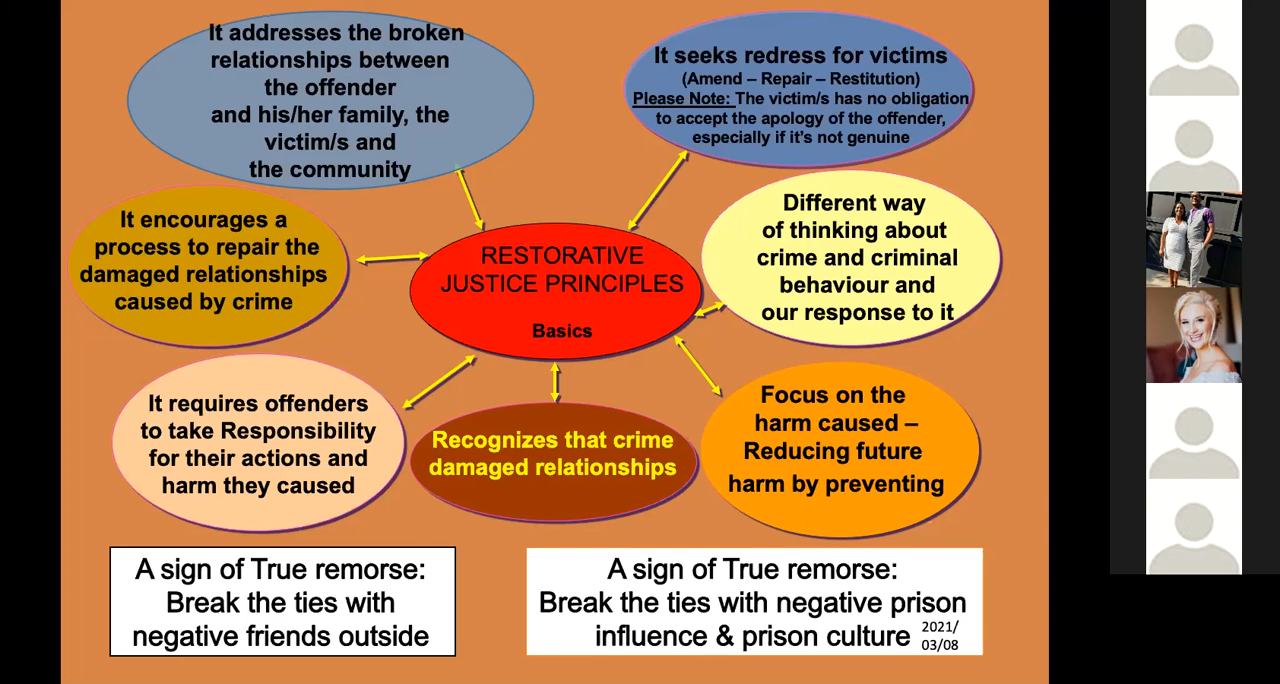 It addresses the broken
relationships between
the offender
and his/her family, the
victim/s and
the community
It seeks redress for victims
(Amend – Repair – Restitution)
Please Note: The victim/s has no obligation
to accept the apology of the offender,
especially if it's not genuine
It encourages a
process to repair the
damaged relationships
caused by crime
RESTORATIVE
JUSTICE PRINCIPLES
Basics
Different way
of thinking about
crime and criminal
behaviour and
our response to it
It requires offenders
to take Responsibility
for their actions and
harm they caused
Recognizes that crime
damaged relationships
Focus on the
harm caused –
Reducing future
harm by preventing
A sign of True remorse:
Break the ties with
negative friends outside
A sign of True remorse:
Break the ties with negative prison
influence & prison culture
2021/
03/08